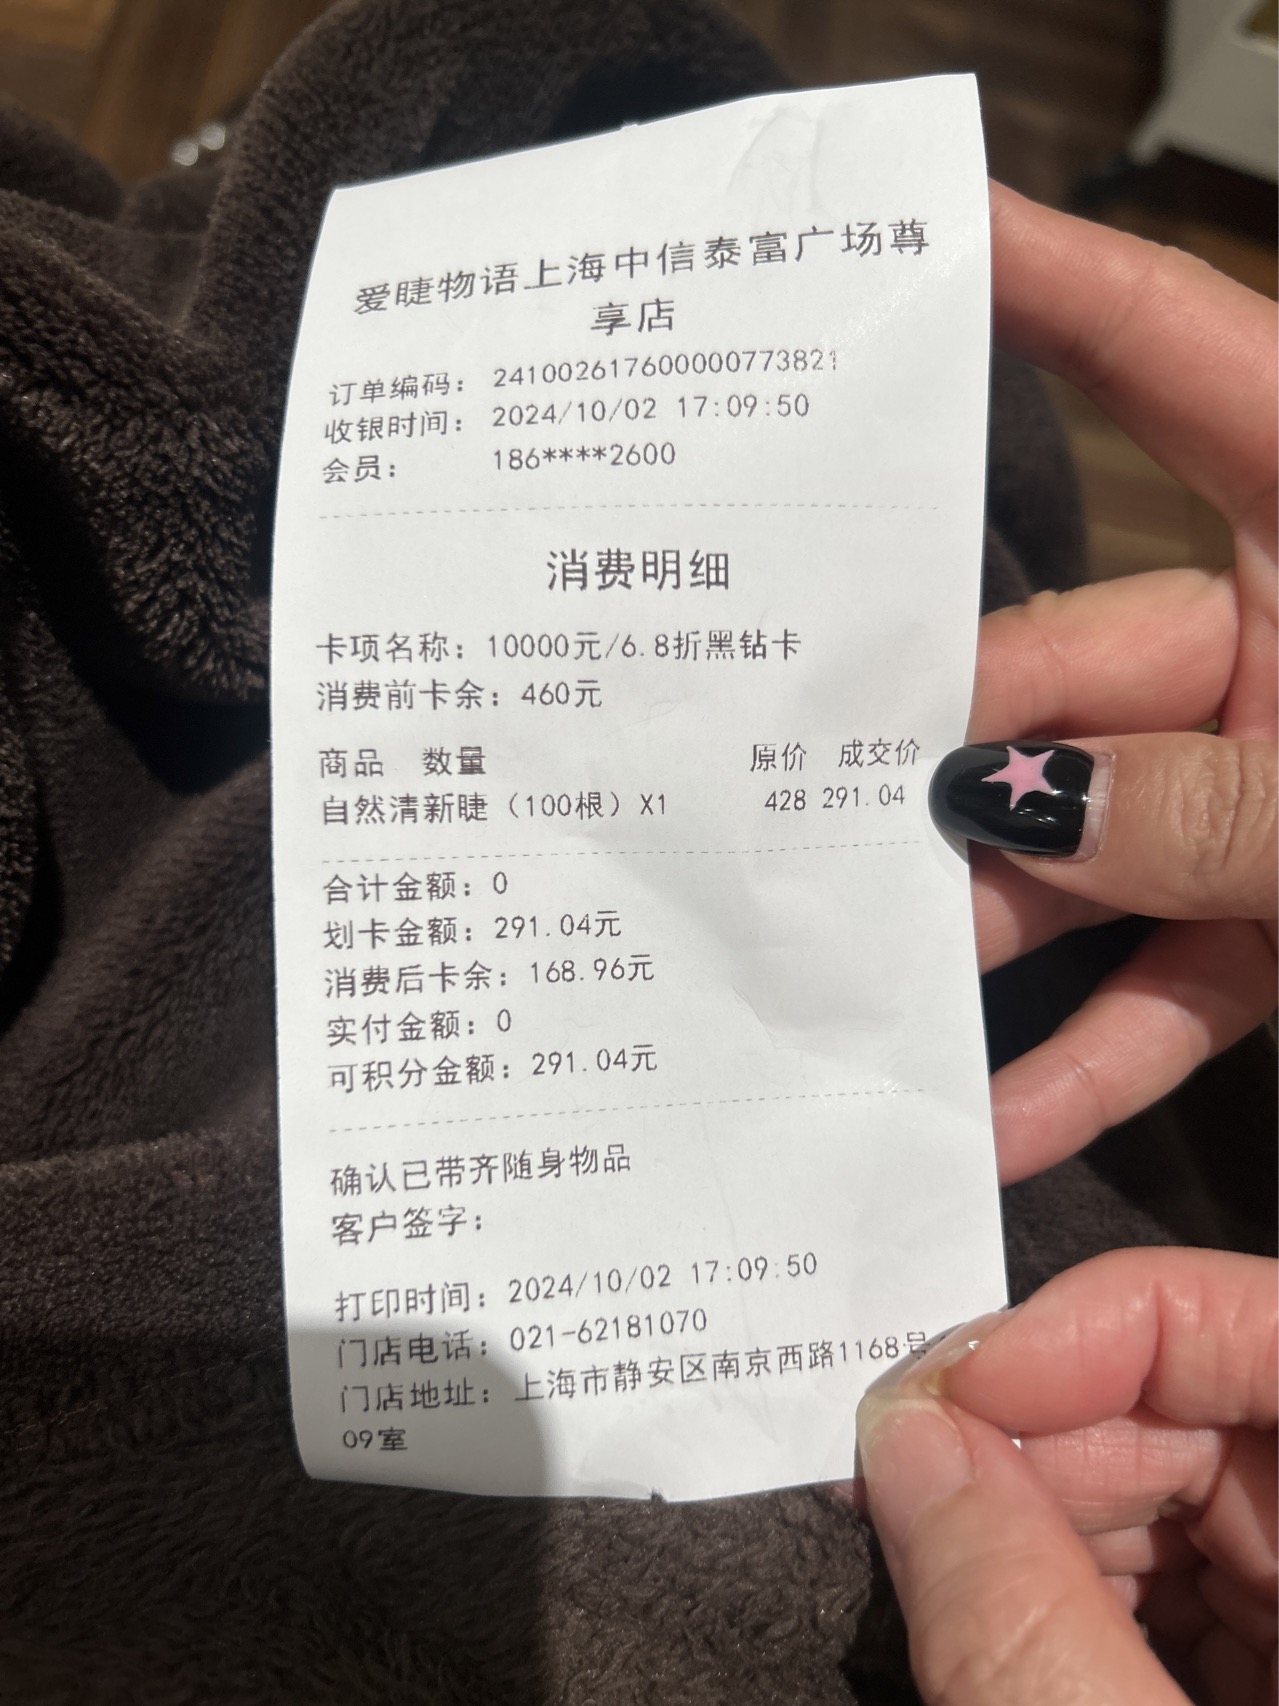 爱睫物语上海中信泰富广场尊
享店
订单编码： 2410026176000007738​21
收银时间： 2024/10/02 17:09:50
会员： 186****2600
消费明细
卡项名称：10000元/6.8折黑钻卡
消费前卡余：460元
商品 数量 原价 成交价
自然清新睫（100根）X1 428 291.04
合计金额：0
划卡金额：291.04元
消费后卡余：168.96元
实付金额：0
可积分金额：291.04元
确认已带齐随身物品
客户签字：
打印时间：2024/10/02 17:09:50
门店电话：021-62181070
门店地址：上海市静安区南京西路1168号
09室